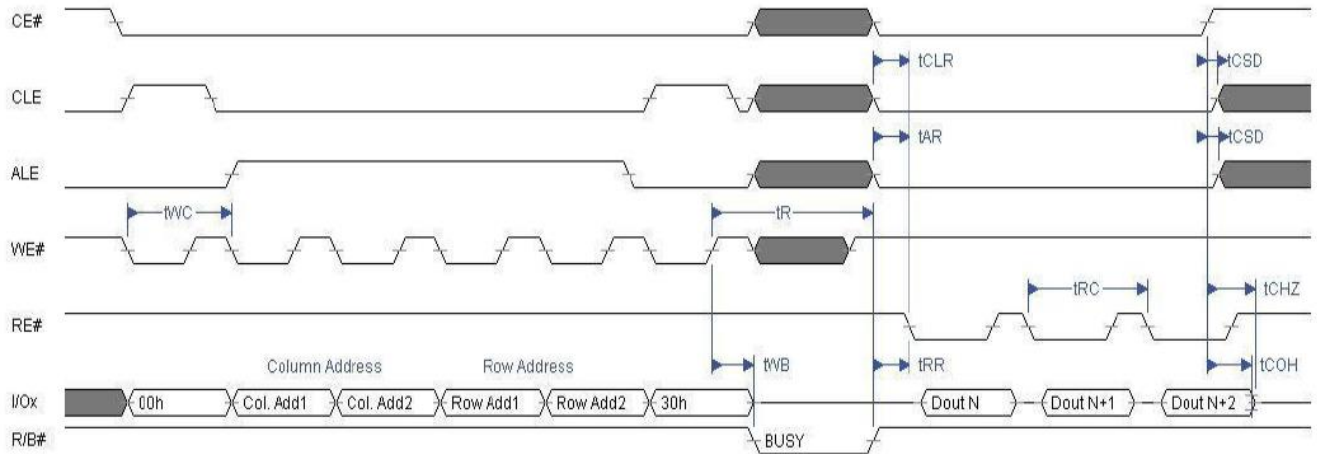 CE#
tCLR
tCSD
CLE
tAR
tCSD
ALE
tWC
tR
WE#
tRC
tCHZ
RE#
Column Address
Row Address
tWB
tRR
tCOH
I/Ox
00h
Col. Add1
Col. Add2
Row Add1
Row Add2
30h
Dout N
Dout N+1
Dout N+2
R/B#
BUSY